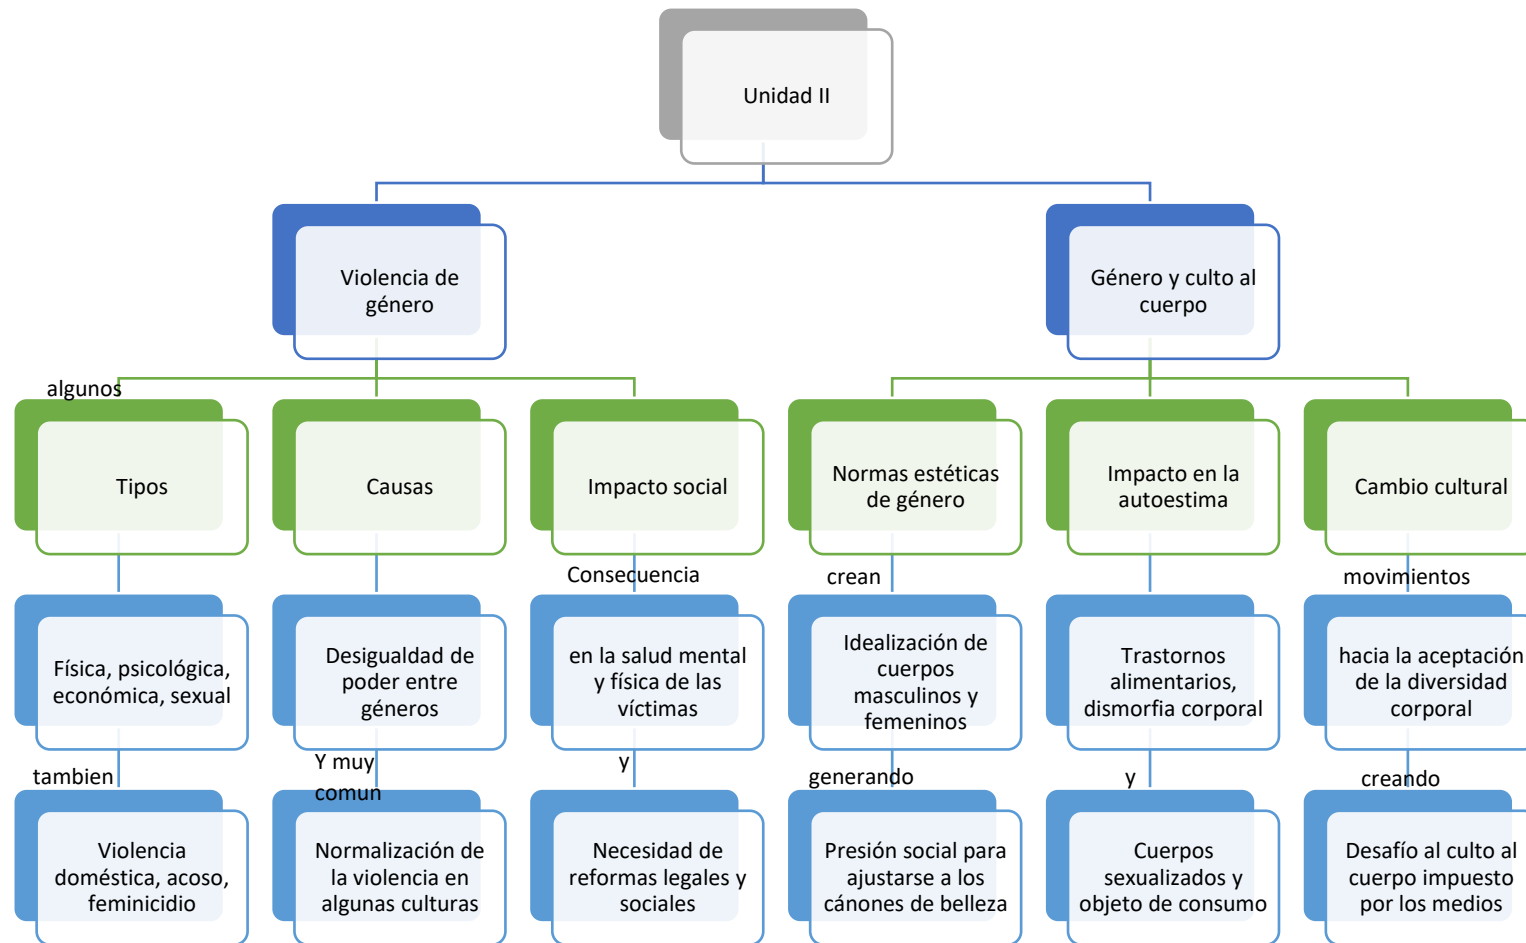 Unidad II
Violencia de
género
Género y culto al
cuerpo
algunos
Tipos
Causas
Impacto social
Normas estéticas
de género
Impacto en la
autoestima
Cambio cultural
Consecuencia
crean
movimientos
Física, psicológica,
económica, sexual
Desigualdad de
poder entre
géneros
en la salud mental
y física de las
víctimas
Idealización de
cuerpos
masculinos y
femeninos
Trastornos
alimentarios,
dismorfia corporal
hacia la aceptación
de la diversidad
corporal
tambien
Y muy
comun
y
generando
y
creando
Violencia
doméstica, acoso,
feminicidio
Normalización de
la violencia en
algunas culturas
Necesidad de
reformas legales y
sociales
Presión social para
ajustarse a los
cánones de belleza
Cuerpos
sexualizados y
objeto de consumo
Desafío al culto al
cuerpo impuesto
por los medios